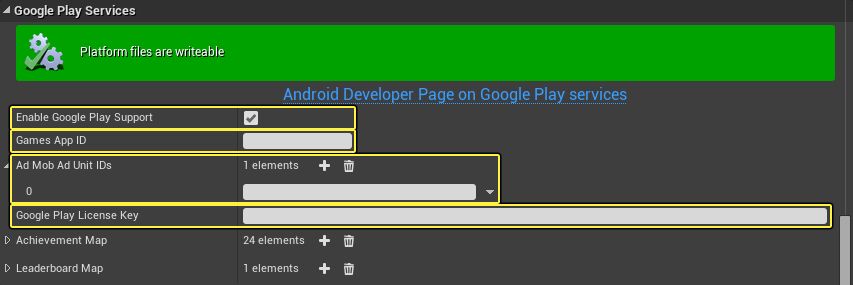 Google Play Services
Platform files are writeable
Android Developer Page on Google Play services
Enable Google Play Support
Games App ID
Ad Mob Ad Unit IDs 1 elements
0
Google Play License Key
Achievement Map 24 elements
Leaderboard Map 1 elements